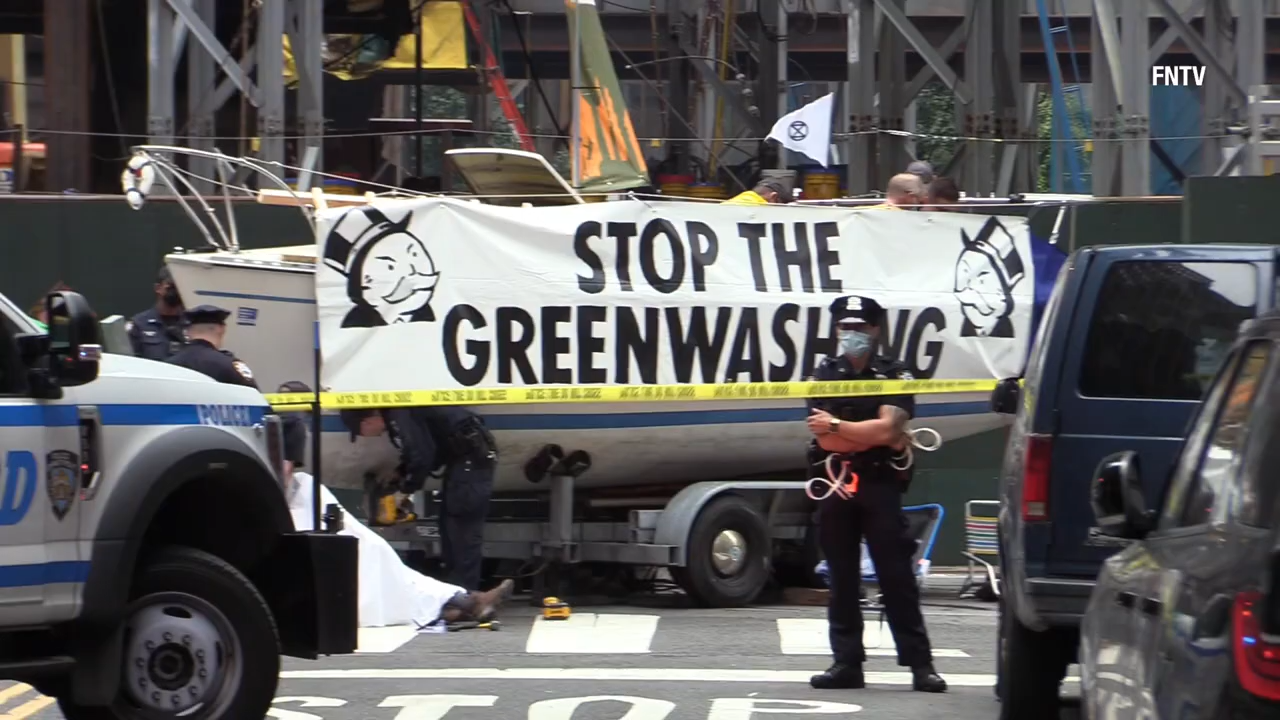 FNTV
STOP THE
GREENWASHING
POLICE
D
STOP